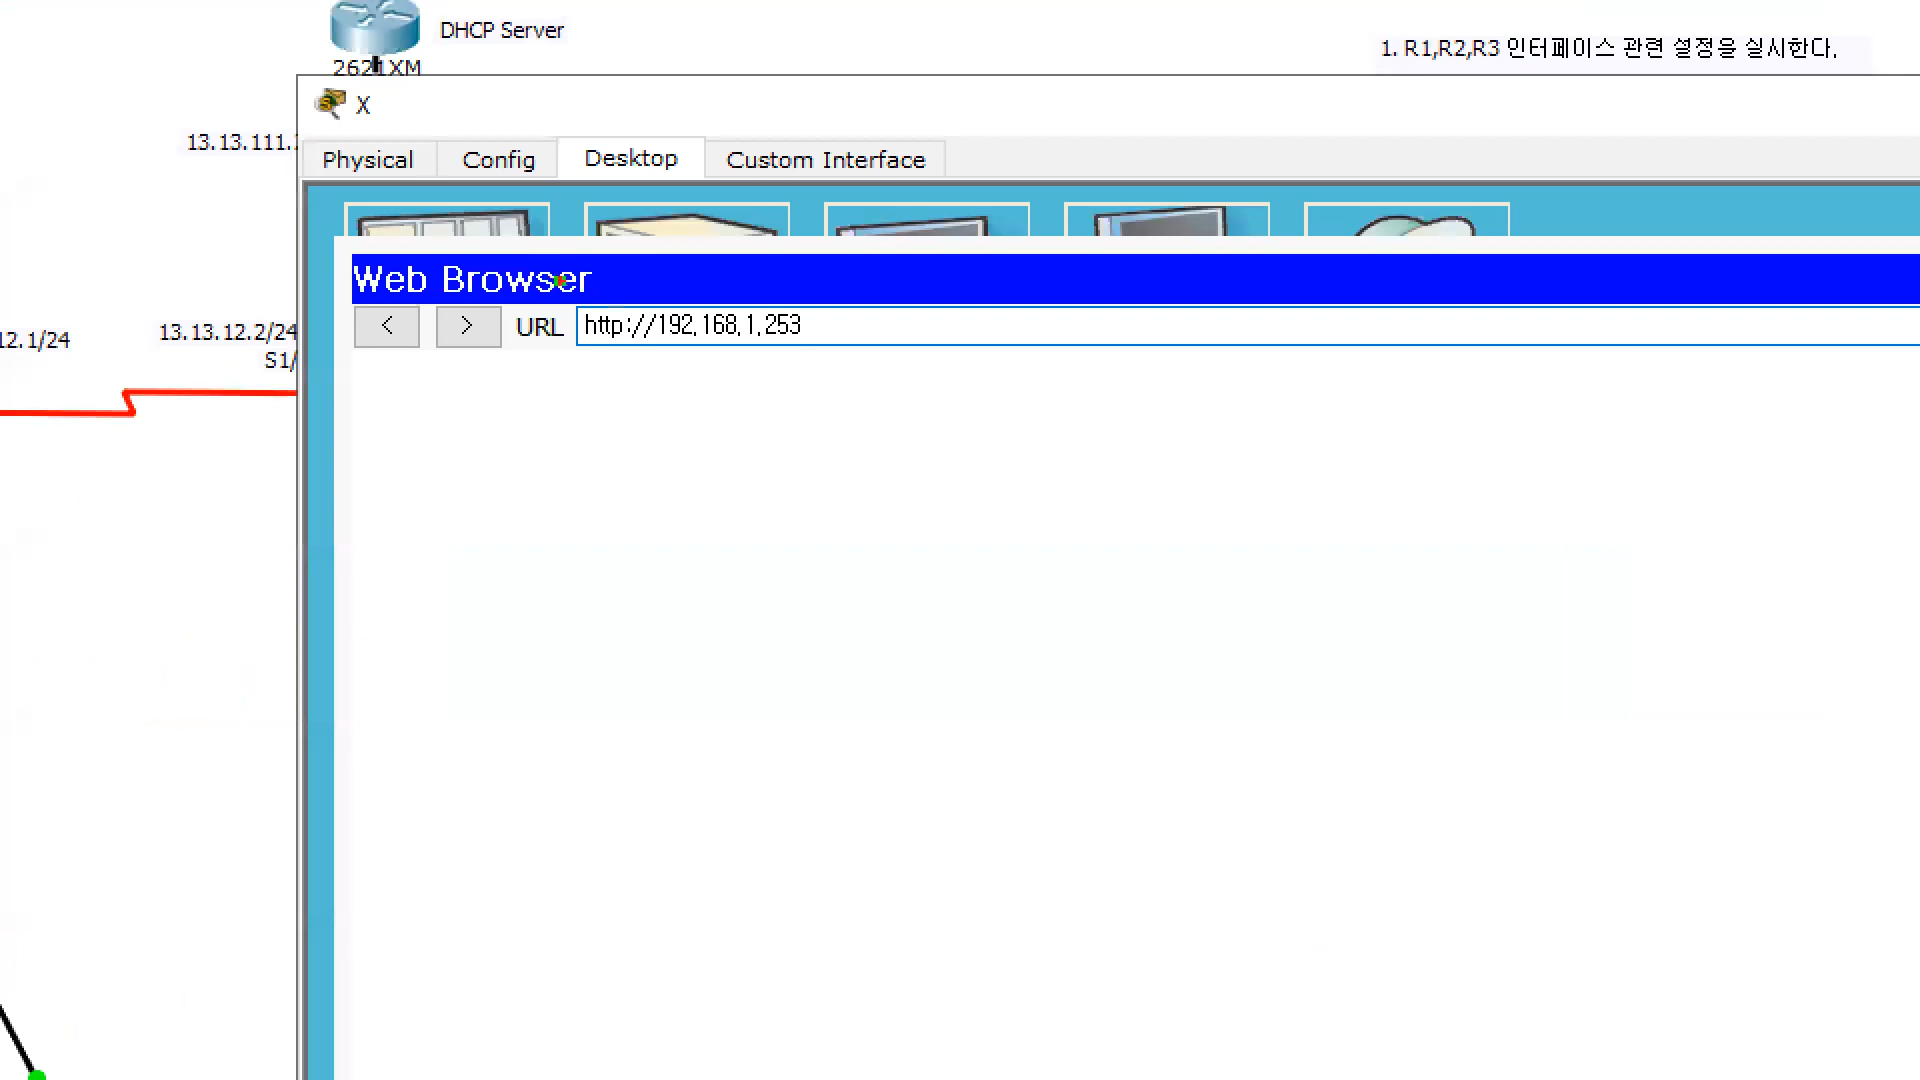 DHCP Server
1. R1,R2,R3 인터페이스 관련 설정을 실시한다.
2621XM
X
13.13.111.
Physical
Config
Desktop
Custom Interface
Web Browser
<
>
URL
http://192.168.1.253
12.1/24
13.13.12.2/24
S1/